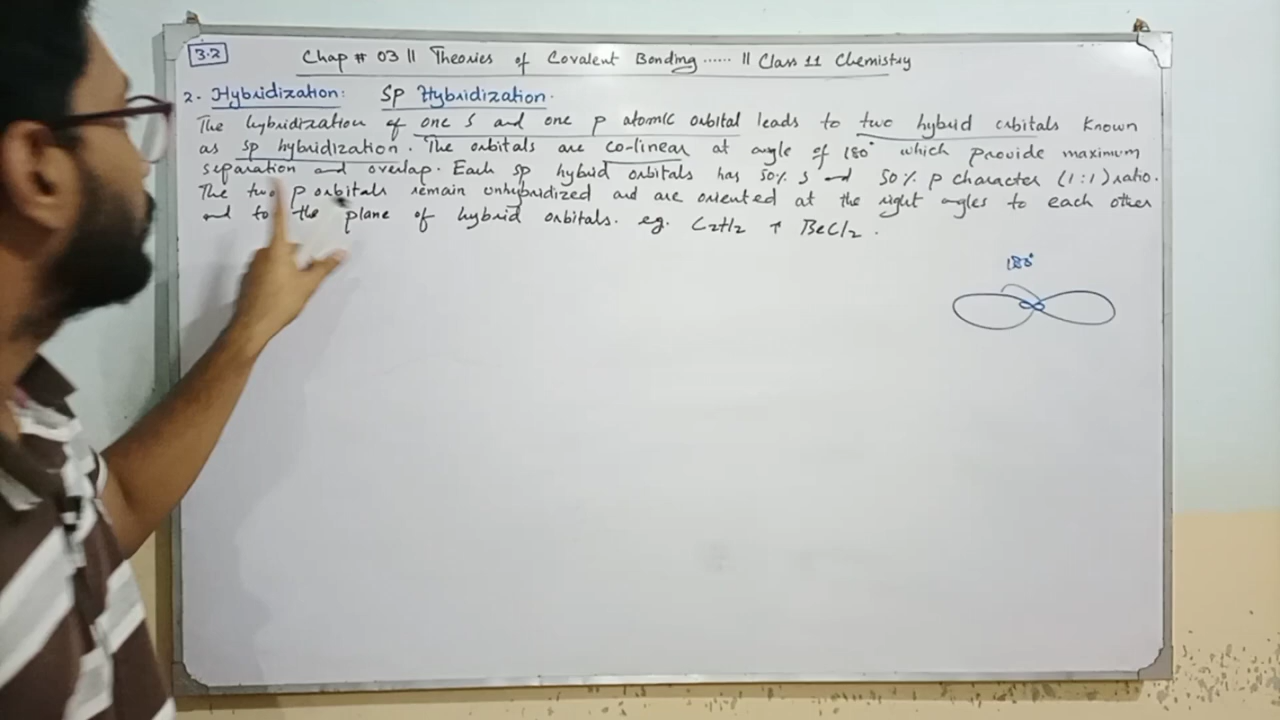 3.2
Chap # 03 || Theories of Covalent Bonding ...... || Class 11 Chemistry
2. Hybridization: Sp Hybridization.
The hybridization of one S and one p atomic orbital leads to two hybrid orbitals known
as sp hybridization. The orbitals are co-linear at angle of 180° which provide maximum
separation and overlap. Each sp hybrid orbitals has 50% s and 50% p character (1:1) ratio.
The two p orbitals remain unhybridized and are oriented at the right angles to each other
and to the plane of hybrid orbitals. eg. C2H2 + BeCl2.
180°